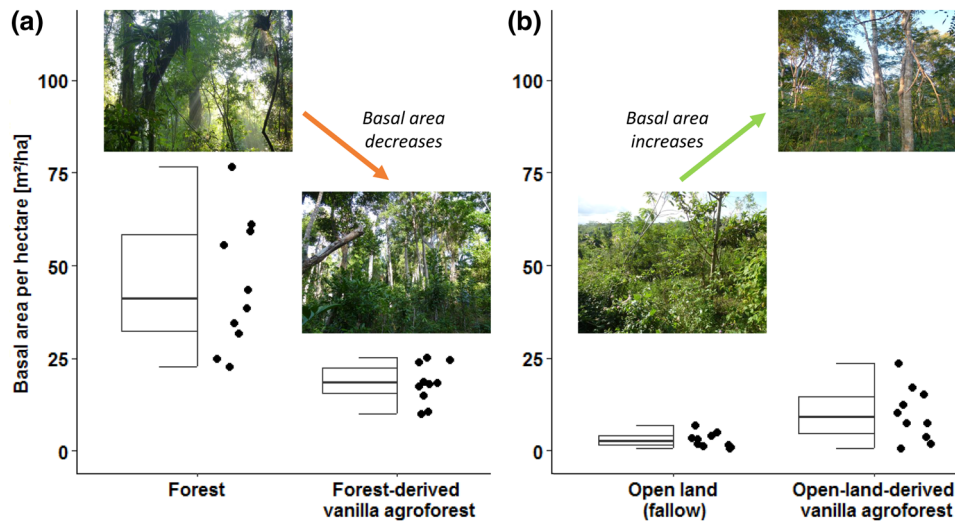 (a)
(b)
Basal area per hectare [m²/ha]
100
75
50
25
0
Basal area
decreases
Basal area
increases
Forest
Forest-derived
vanilla agroforest
Open land
(fallow)
Open-land-derived
vanilla agroforest